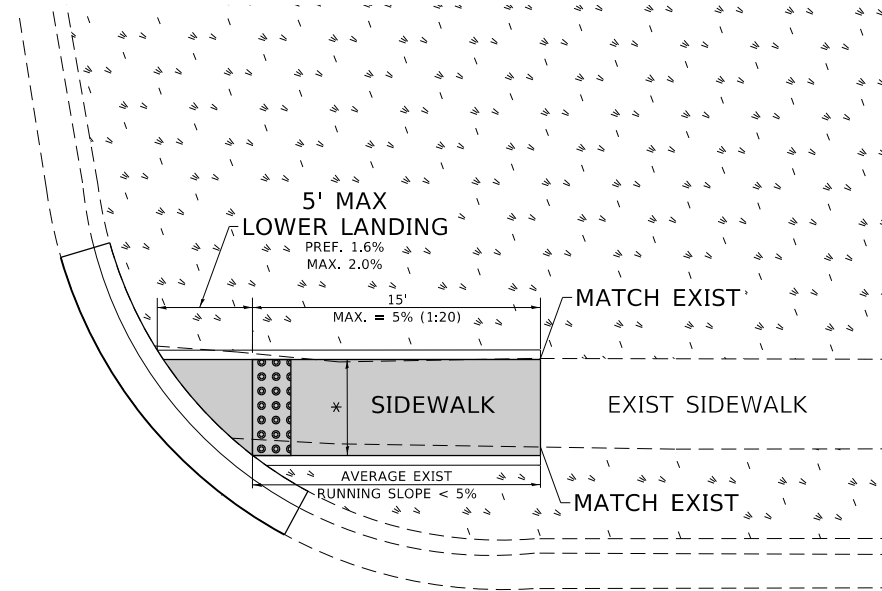 5' MAX
LOWER LANDING
PREF. 1.6%
MAX. 2.0%
15'
MAX. = 5% (1:20)
MATCH EXIST
*
SIDEWALK
EXIST SIDEWALK
AVERAGE EXIST
RUNNING SLOPE < 5%
MATCH EXIST